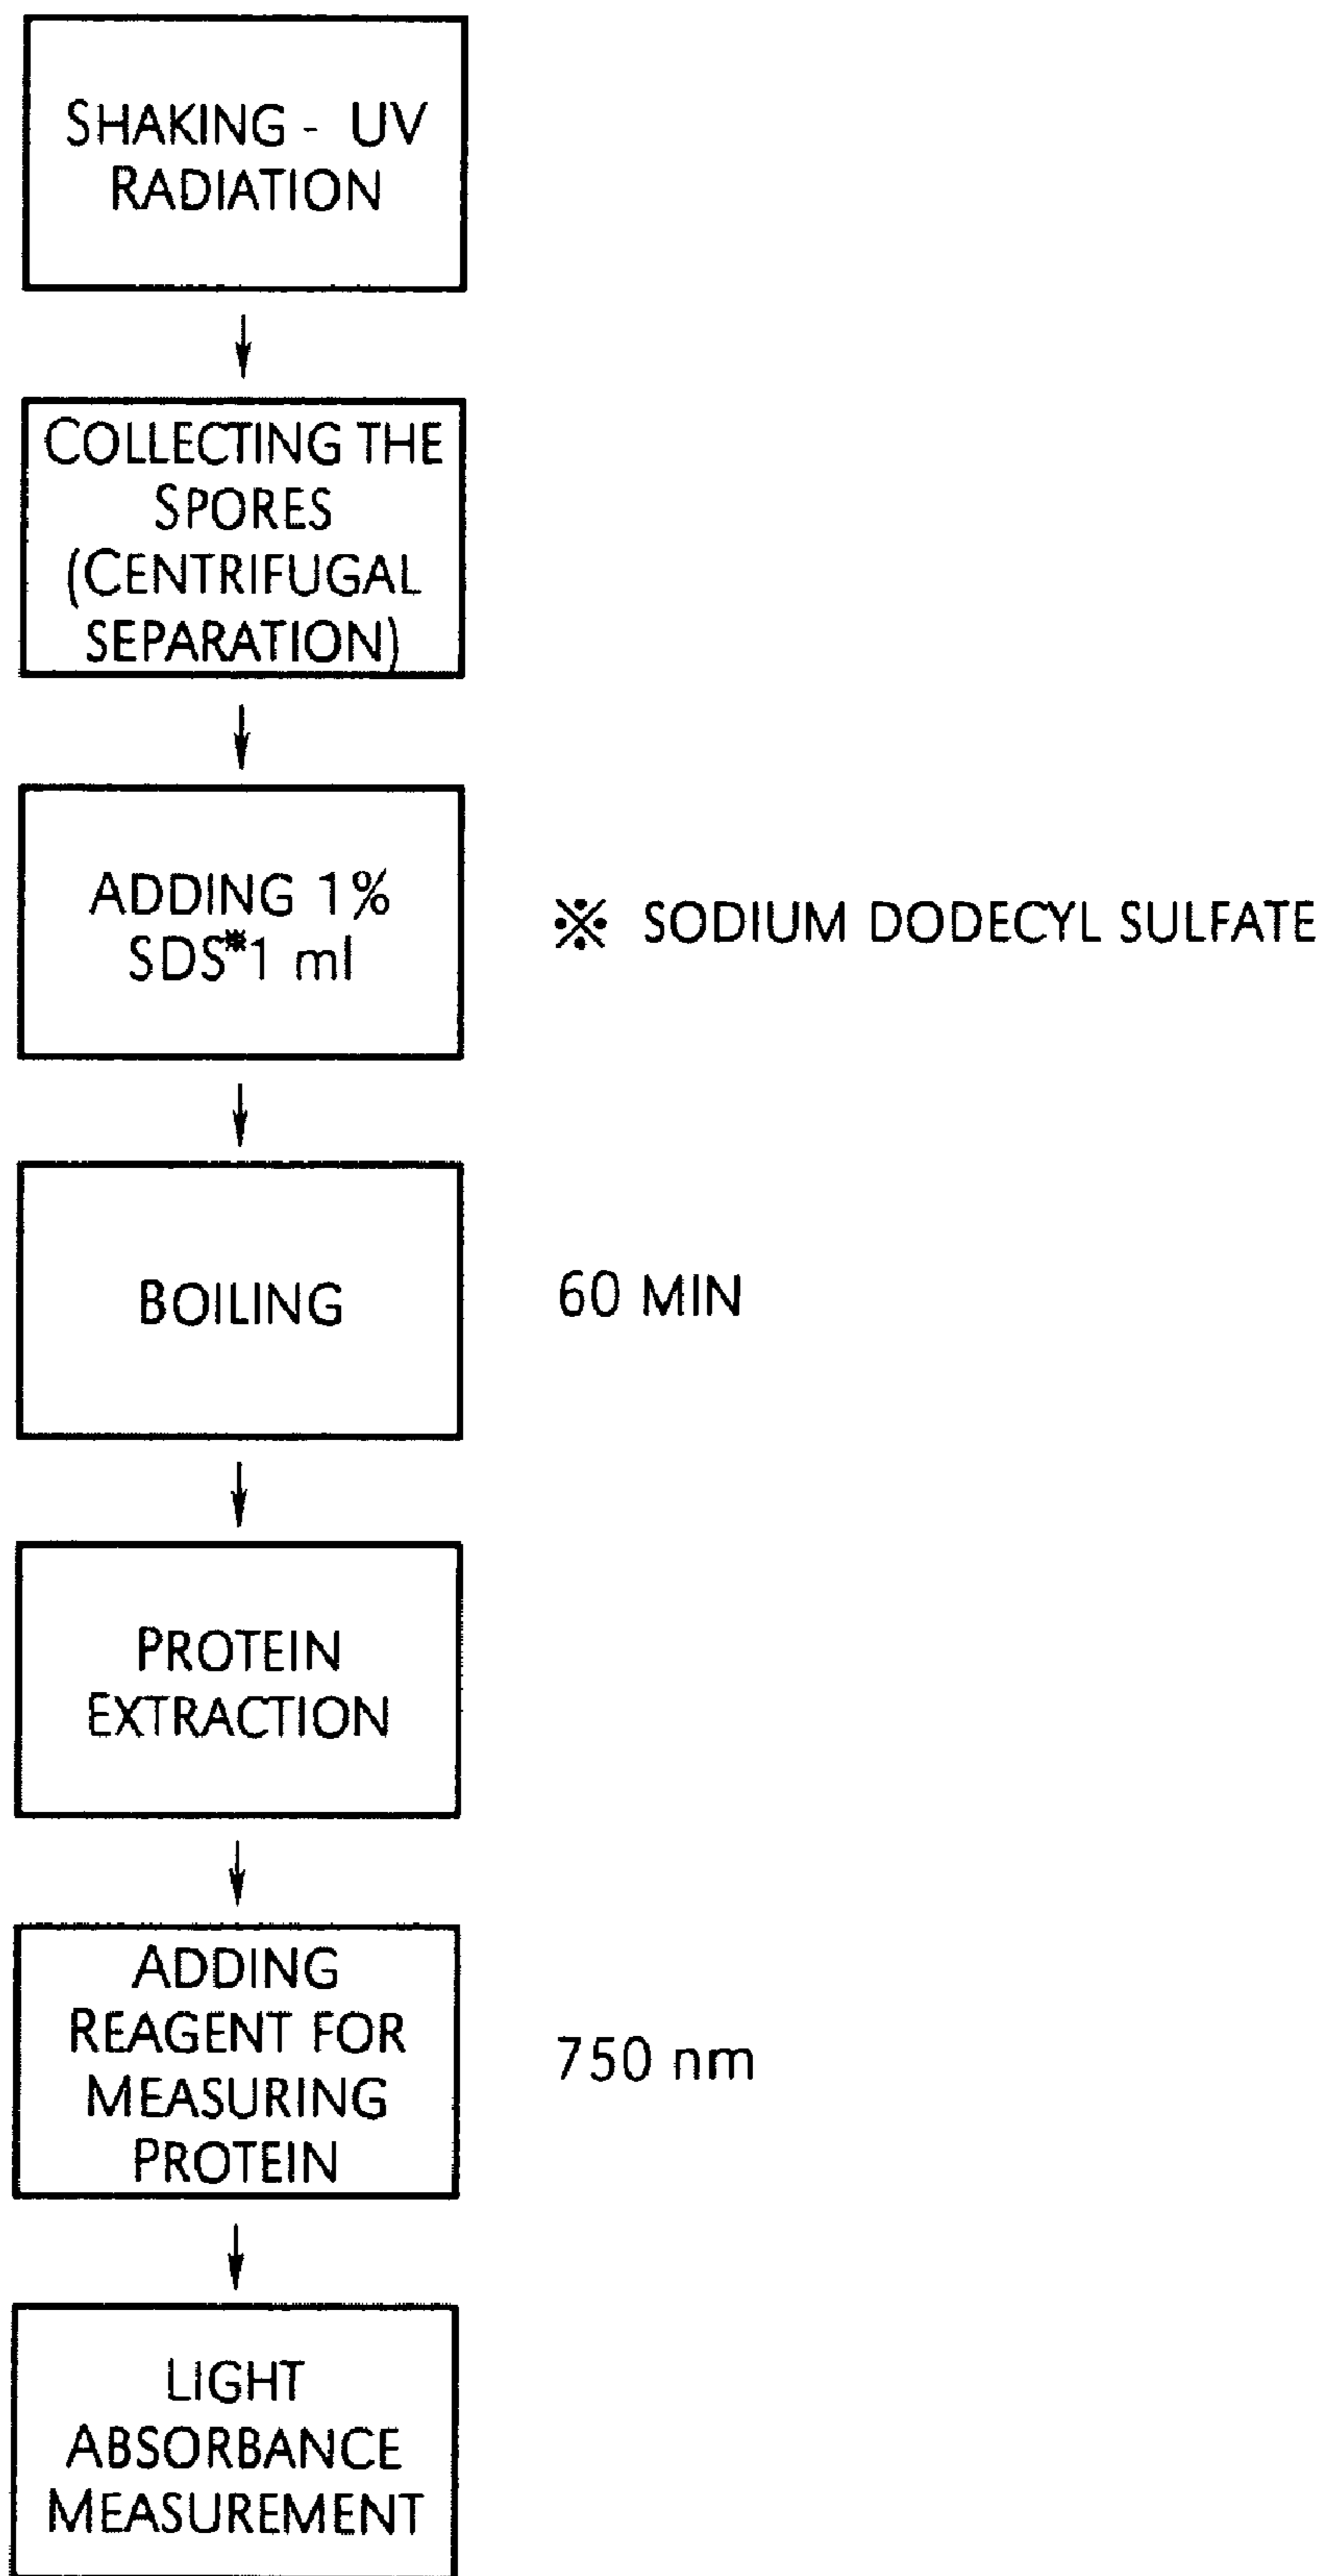 SHAKING - UV
RADIATION
COLLECTING THE
SPORES
(CENTRIFUGAL
SEPARATION)
ADDING 1%
SDS※1 ml
※ SODIUM DODECYL SULFATE
BOILING
60 MIN
PROTEIN
EXTRACTION
ADDING
REAGENT FOR
MEASURING
PROTEIN
750 nm
LIGHT
ABSORBANCE
MEASUREMENT